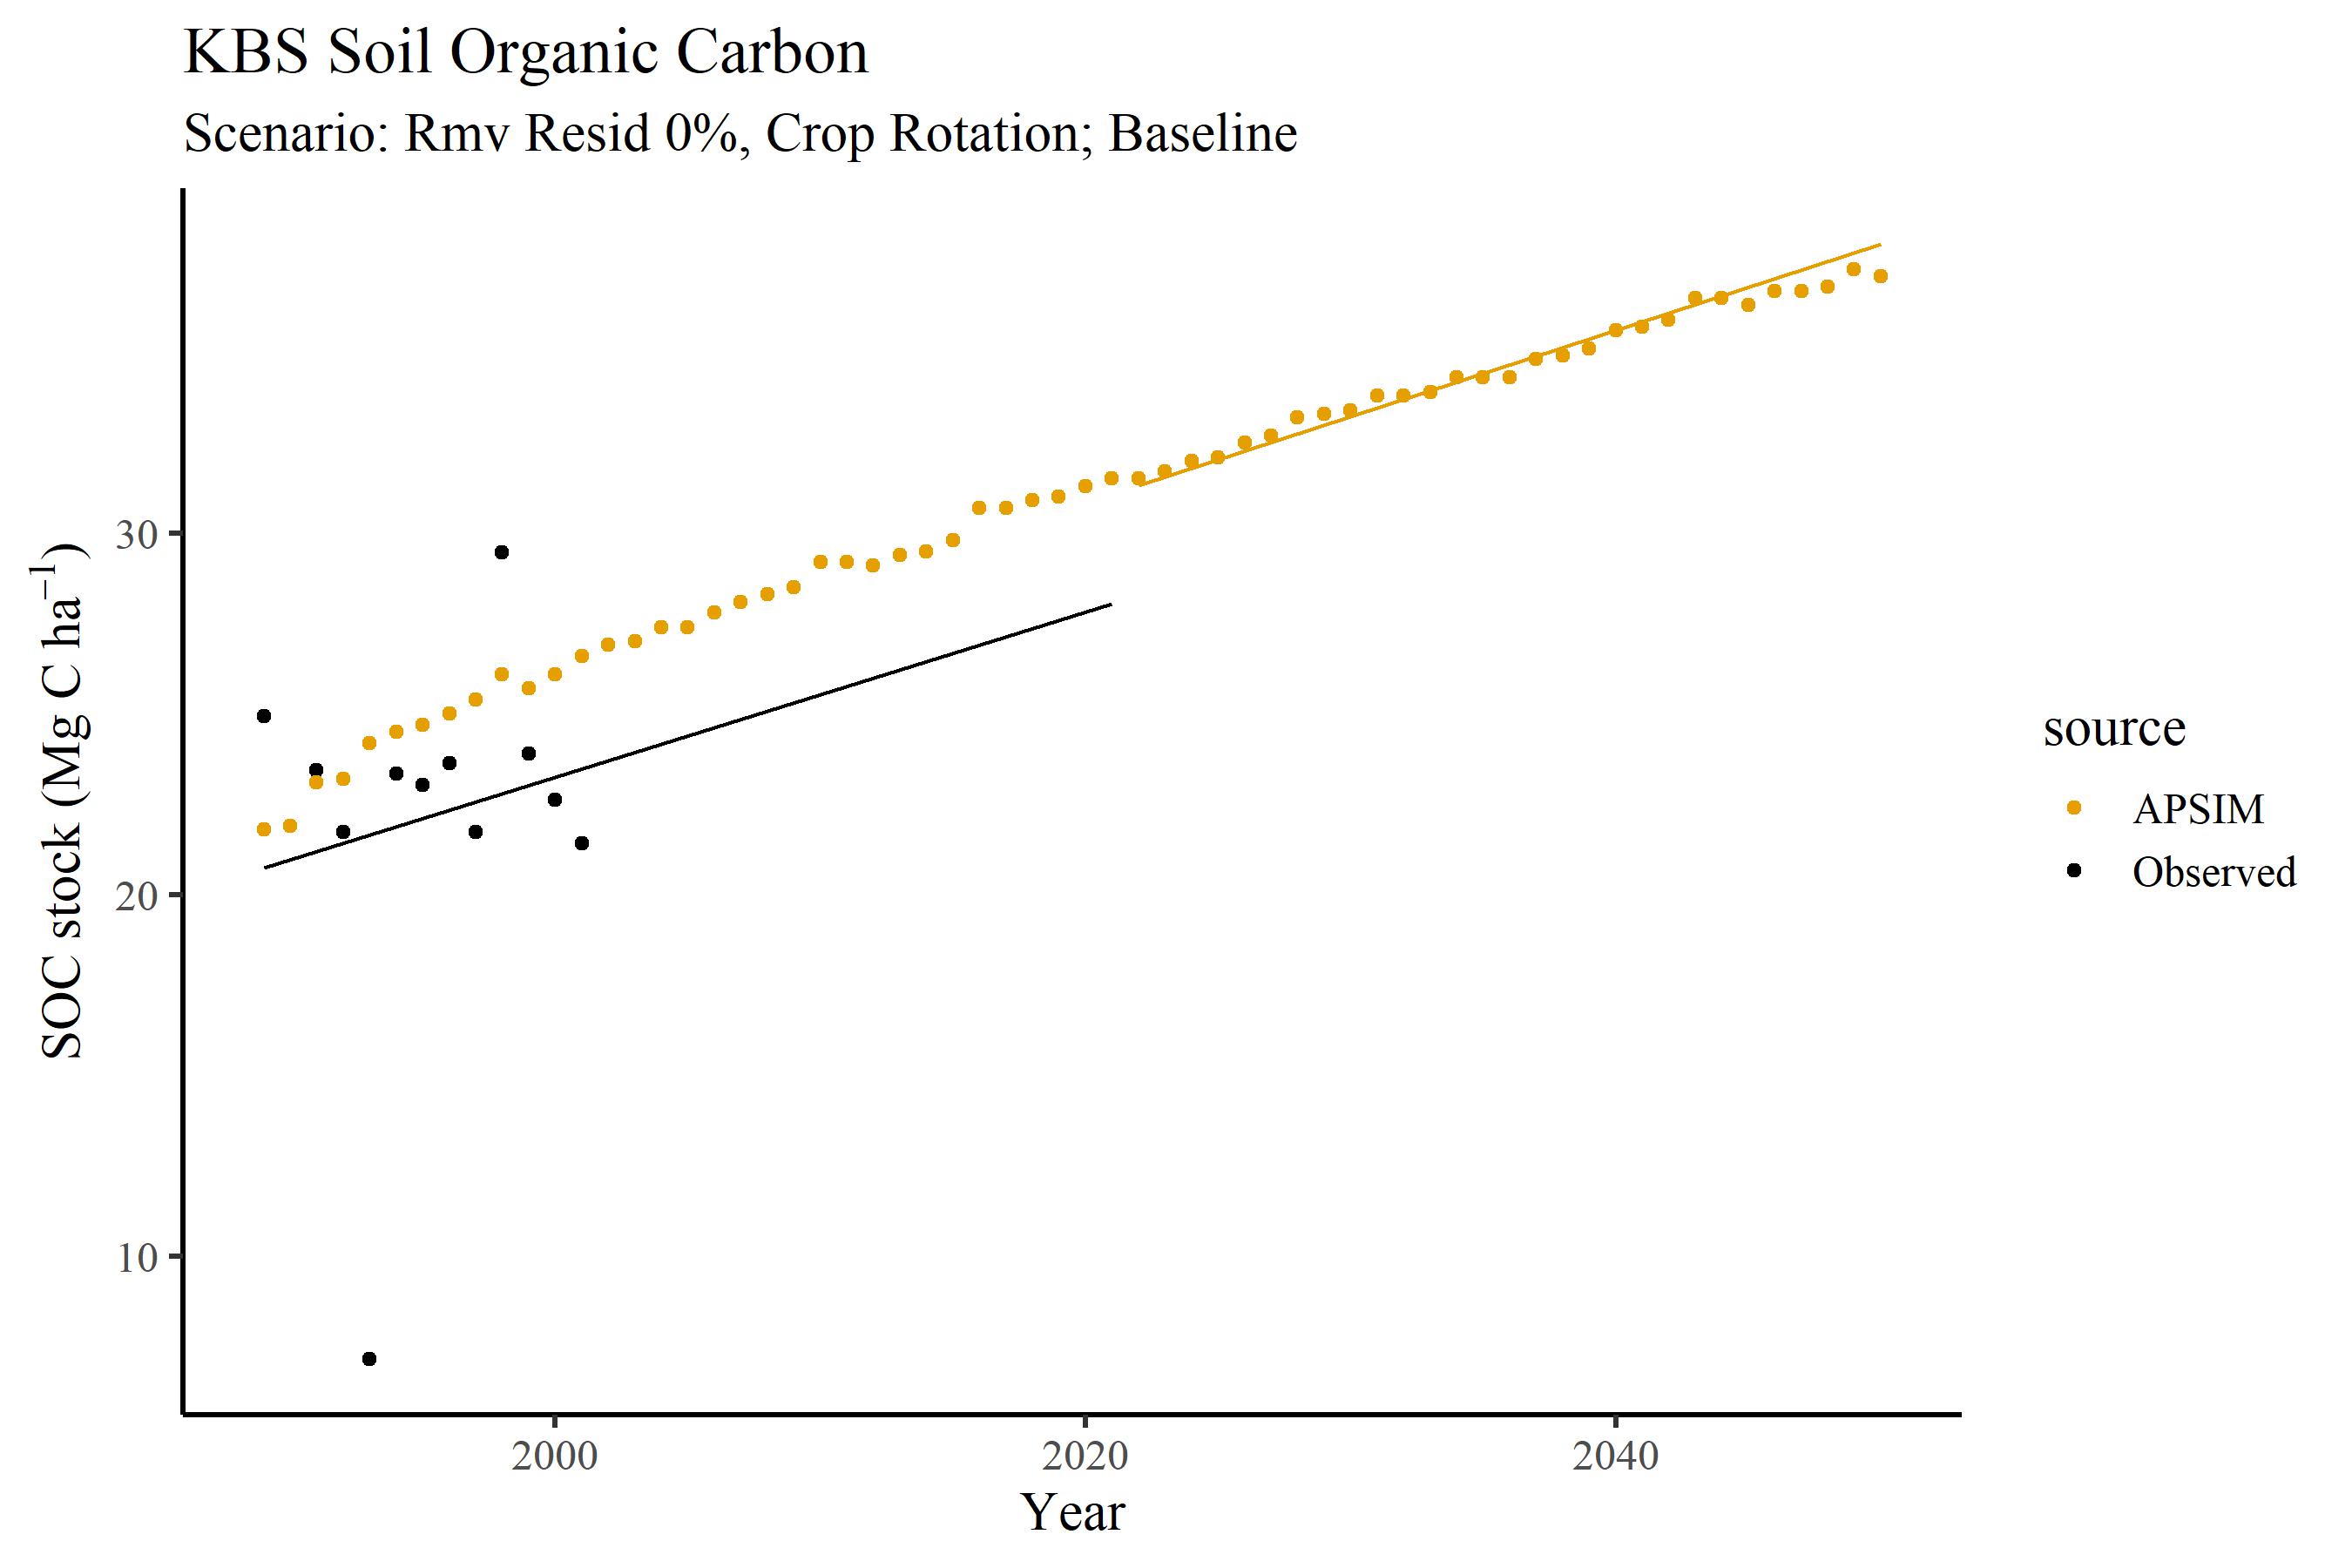 KBS Soil Organic Carbon
Scenario: Rmv Resid 0%, Crop Rotation; Baseline
SOC stock (Mg C ha⁻¹)
30
20
10
2000
2020
2040
Year
source
APSIM
Observed